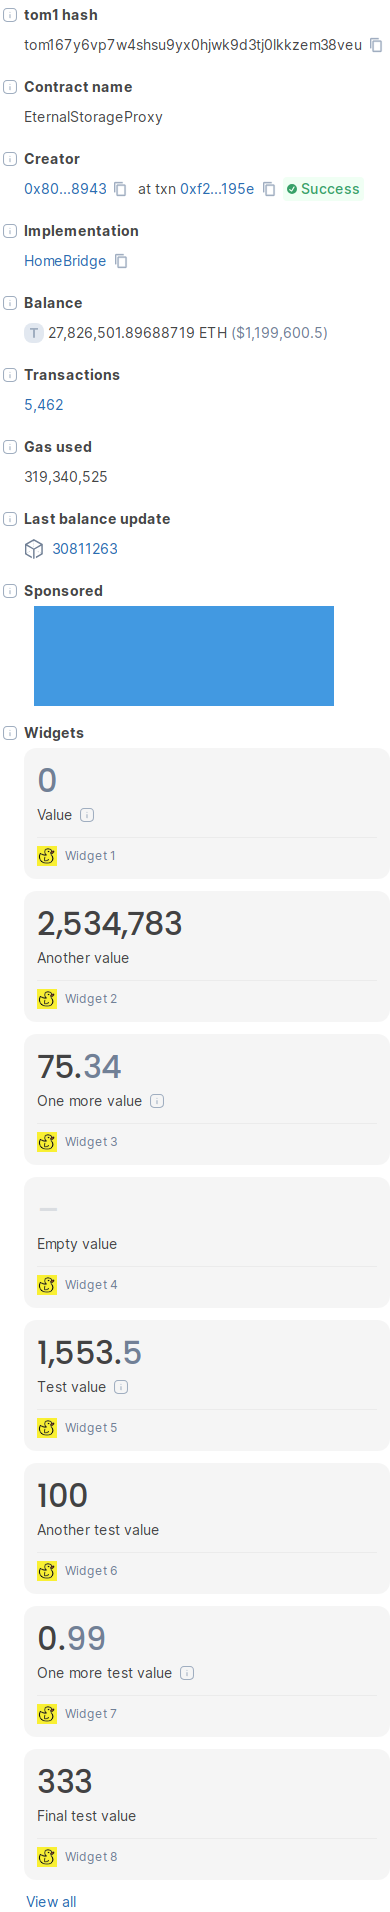 tom1 hash
tom167y6vp7w4shsu9yx0hjwk9d3tj0lkkzem38veu
Contract name
EternalStorageProxy
Creator
0x80...8943 at txn 0xf2...195e Success
Implementation
HomeBridge
Balance
T 27,826,501.89688719 ETH ($1,199,600.5)
Transactions
5,462
Gas used
319,340,525
Last balance update
30811263
Sponsored
Widgets
0
Value
Widget 1
2,534,783
Another value
Widget 2
75.34
One more value
Widget 3
–
Empty value
Widget 4
1,553.5
Test value
Widget 5
100
Another test value
Widget 6
0.99
One more test value
Widget 7
333
Final test value
Widget 8
View all